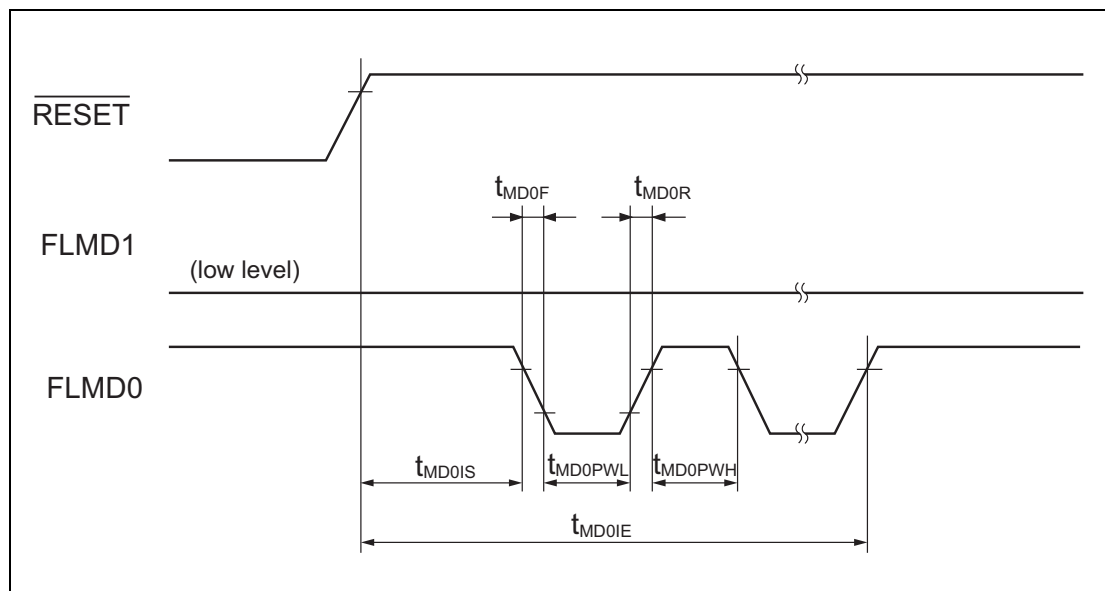 RESET
tMD0F
tMD0R
FLMD1
(low level)
FLMD0
tMD0IS
tMD0PWL
tMD0PWH
tMD0IE